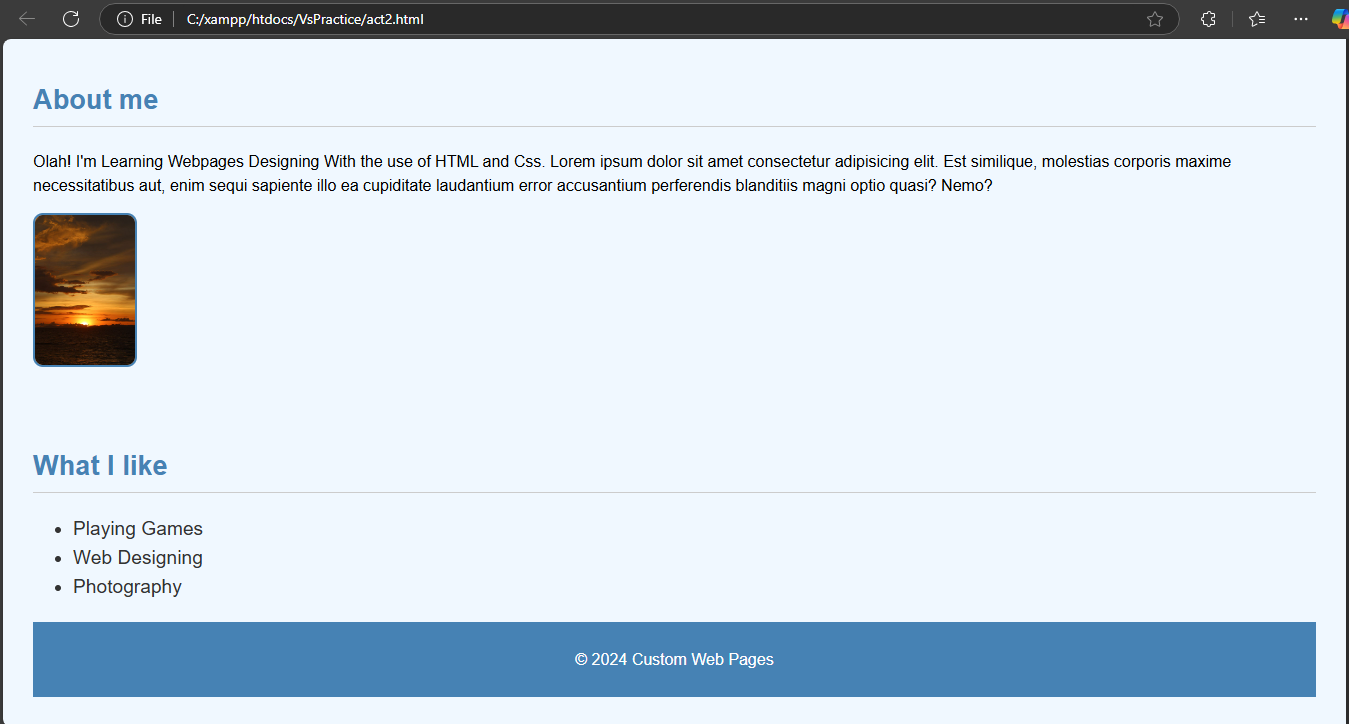 File
C:/xampp/htdocs/VsPractice/act2.html
About me
Olah! I'm Learning Webpages Designing With the use of HTML and Css. Lorem ipsum dolor sit amet consectetur adipisicing elit. Est similique, molestias corporis maxime
necessitatibus aut, enim sequi sapiente illo ea cupiditate laudantium error accusantium perferendis blanditiis magni optio quasi? Nemo?
What I like
• Playing Games
• Web Designing
• Photography
© 2024 Custom Web Pages